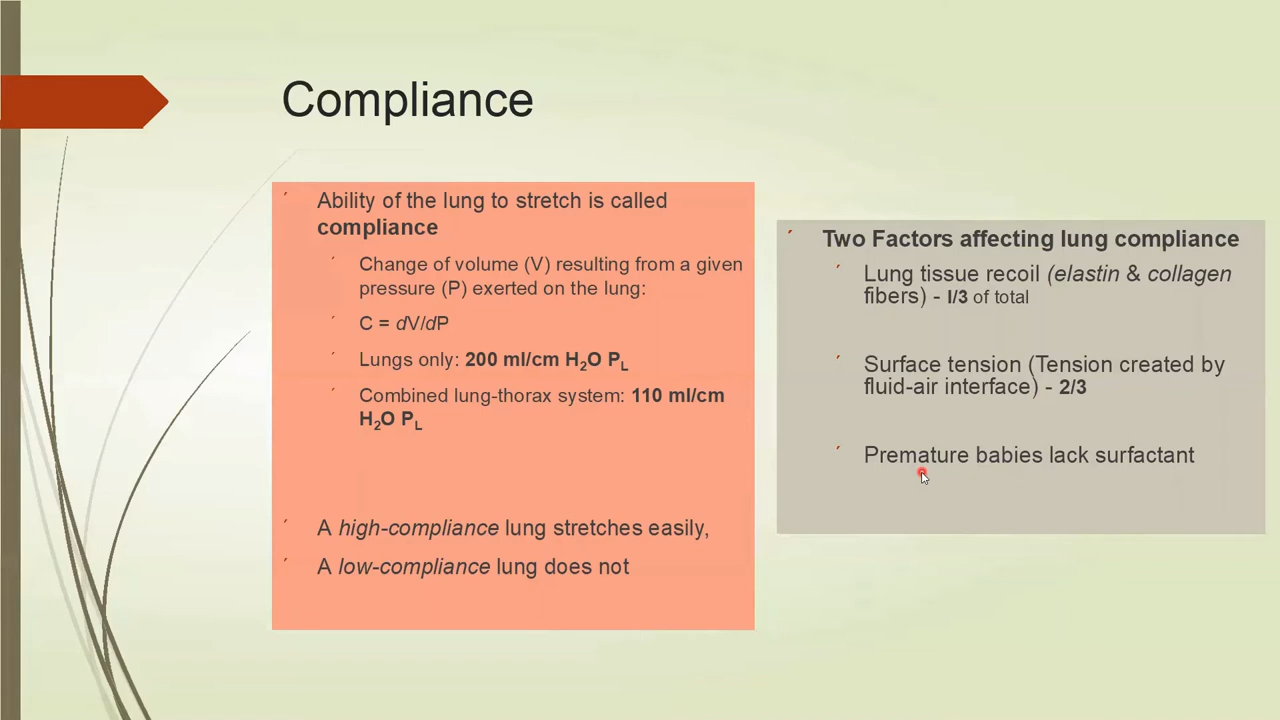 Compliance
Ability of the lung to stretch is called
compliance
Change of volume (V) resulting from a given
pressure (P) exerted on the lung:
C = dV/dP
Lungs only: 200 ml/cm H₂O P_L
Combined lung-thorax system: 110 ml/cm
H₂O P_L
A high-compliance lung stretches easily,
A low-compliance lung does not
Two Factors affecting lung compliance
Lung tissue recoil (elastin & collagen
fibers) - I/3 of total
Surface tension (Tension created by
fluid-air interface) - 2/3
Premature babies lack surfactant